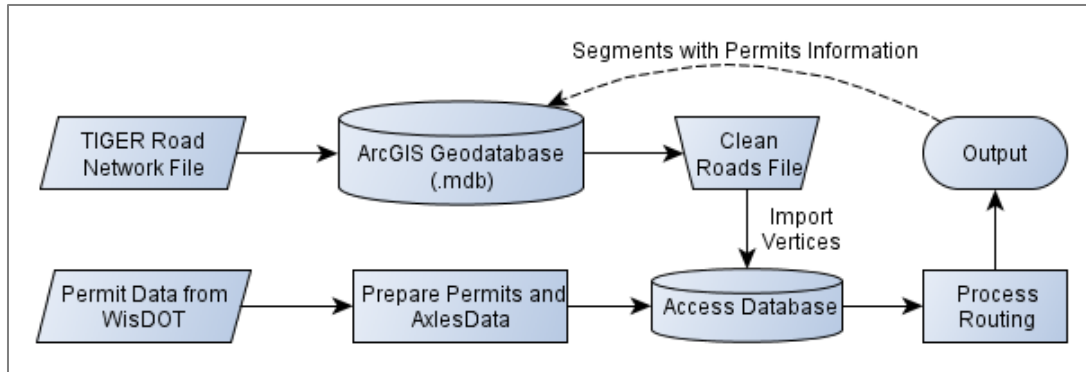 Segments with Permits Information
TIGER Road
Network File
ArcGIS Geodatabase
(.mdb)
Clean
Roads File
Output
Import
Vertices
Permit Data from
WisDOT
Prepare Permits and
AxlesData
Access Database
Process
Routing